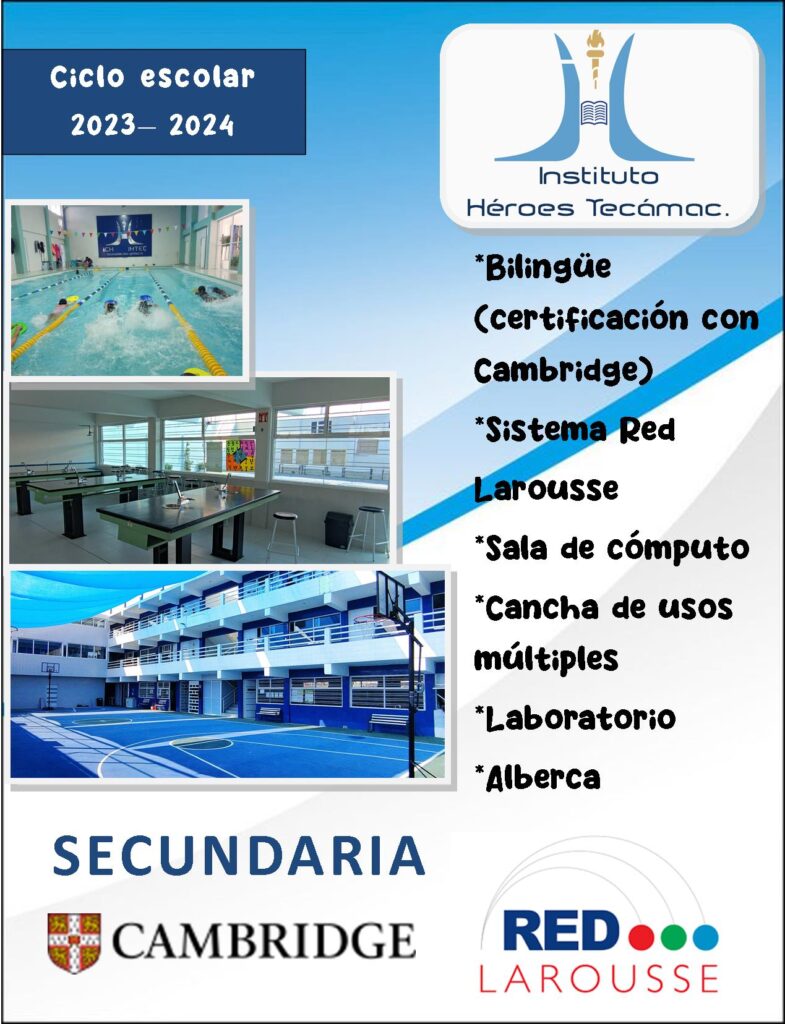 Ciclo escolar
2023– 2024
Instituto
Héroes Tecámac.
*Bilingüe
(certificación con
Cambridge)
*Sistema Red
Larousse
*Sala de cómputo
*Cancha de usos
múltiples
*Laboratorio
*Alberca
SECUNDARIA
CAMBRIDGE
RED
LAROUSSE